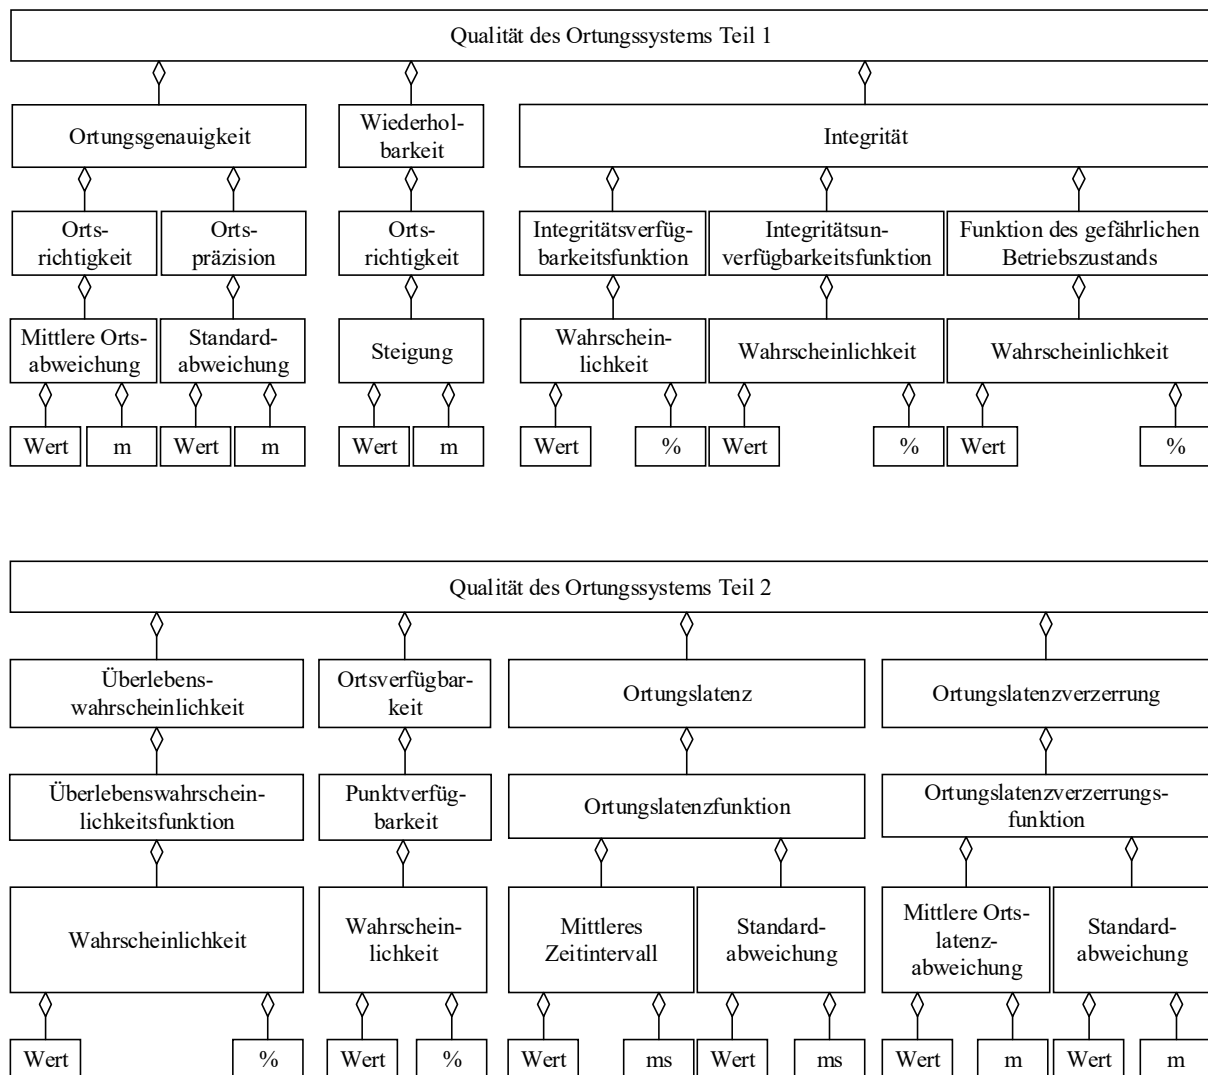 Qualität des Ortungssystems Teil 1
Ortungsgenauigkeit
Wiederhol-
barkeit
Integrität
Orts-
richtigkeit
Orts-
präzision
Orts-
richtigkeit
Integritätsverfüg-
barkeitsfunktion
Integritätsun-
verfügbarkeitsfunktion
Funktion des gefährlichen
Betriebszustands
Mittlere Orts-
abweichung
Standard-
abweichung
Steigung
Wahrschein-
lichkeit
Wahrscheinlichkeit
Wahrscheinlichkeit
Wert
m
Wert
m
Wert
m
Wert
%
Wert
%
Wert
%
Qualität des Ortungssystems Teil 2
Überlebens-
wahrscheinlichkeit
Ortsverfügbar-
keit
Ortungslatenz
Ortungslatenzverzerrung
Überlebenswahrschein-
lichkeitsfunktion
Punktverfüg-
barkeit
Ortungslatenzfunktion
Ortungslatenzverzerrungs-
funktion
Wahrscheinlichkeit
Wahrschein-
lichkeit
Mittleres
Zeitintervall
Standard-
abweichung
Mittlere Orts-
latenz-
abweichung
Standard-
abweichung
Wert
%
Wert
%
Wert
ms
Wert
ms
Wert
m
Wert
m